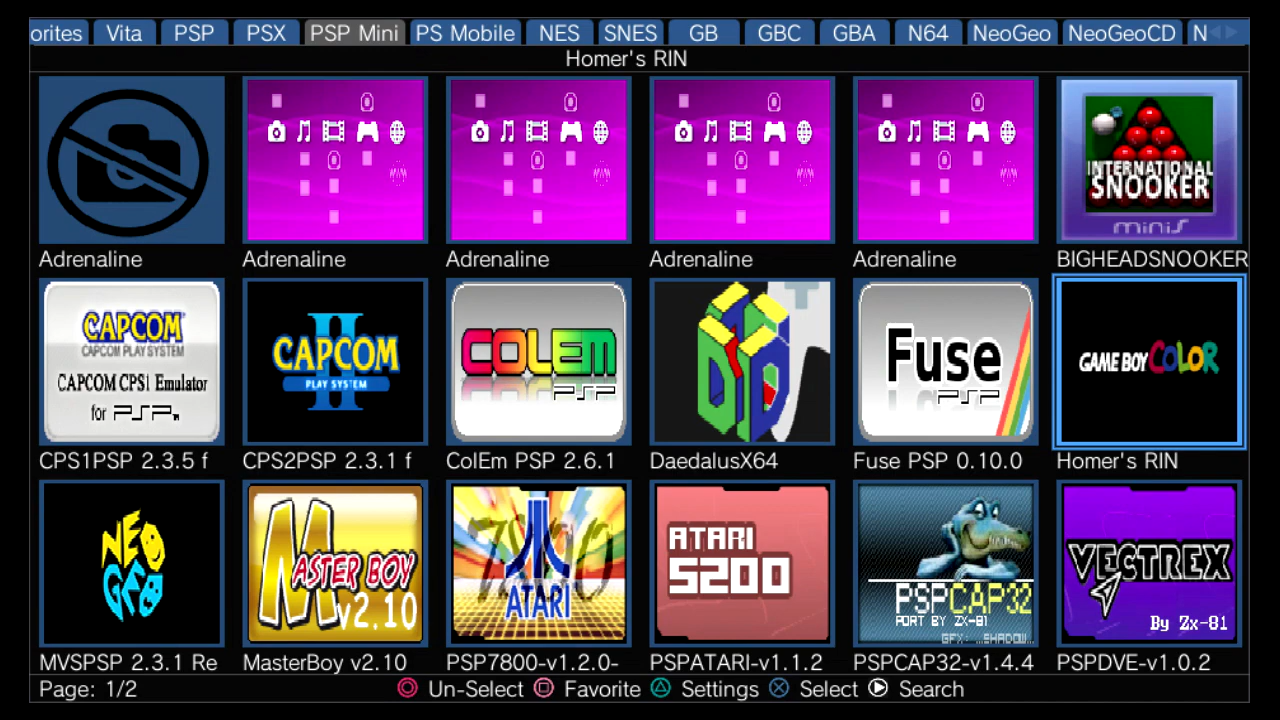 orites Vita PSP PSX PSP Mini PS Mobile NES SNES GB GBC GBA N64 NeoGeo NeoGeoCD N
Homer's RIN
INTERNATIONAL
SNOOKER
minis
Adrenaline Adrenaline Adrenaline Adrenaline Adrenaline BIGHEADSNOOKER
CAPCOM
CAPCOM PLAY SYSTEM
CAPCOM CPS1 Emulator
for PSP
II
CAPCOM
PLAY SYSTEM
COLEM
PSP
Fuse
PSP
GAME BOY COLOR
CPS1PSP 2.3.5 f CPS2PSP 2.3.1 f ColEm PSP 2.6.1 DaedalusX64 Fuse PSP 0.10.0 Homer's RIN
NEO
GEO
MASTER BOY
v2.10
7800
ATARI
ATARI
5200
PSPCAP32
PORT BY ZX-81
GFX: ...SHADOW...
VECTREX
By Zx-81
MVSPSP 2.3.1 Re MasterBoy v2.10 PSP7800-v1.2.0- PSPATARI-v1.1.2 PSPCAP32-v1.4.4 PSPDVE-v1.0.2
Page: 1/2 Un-Select Favorite Settings Select Search